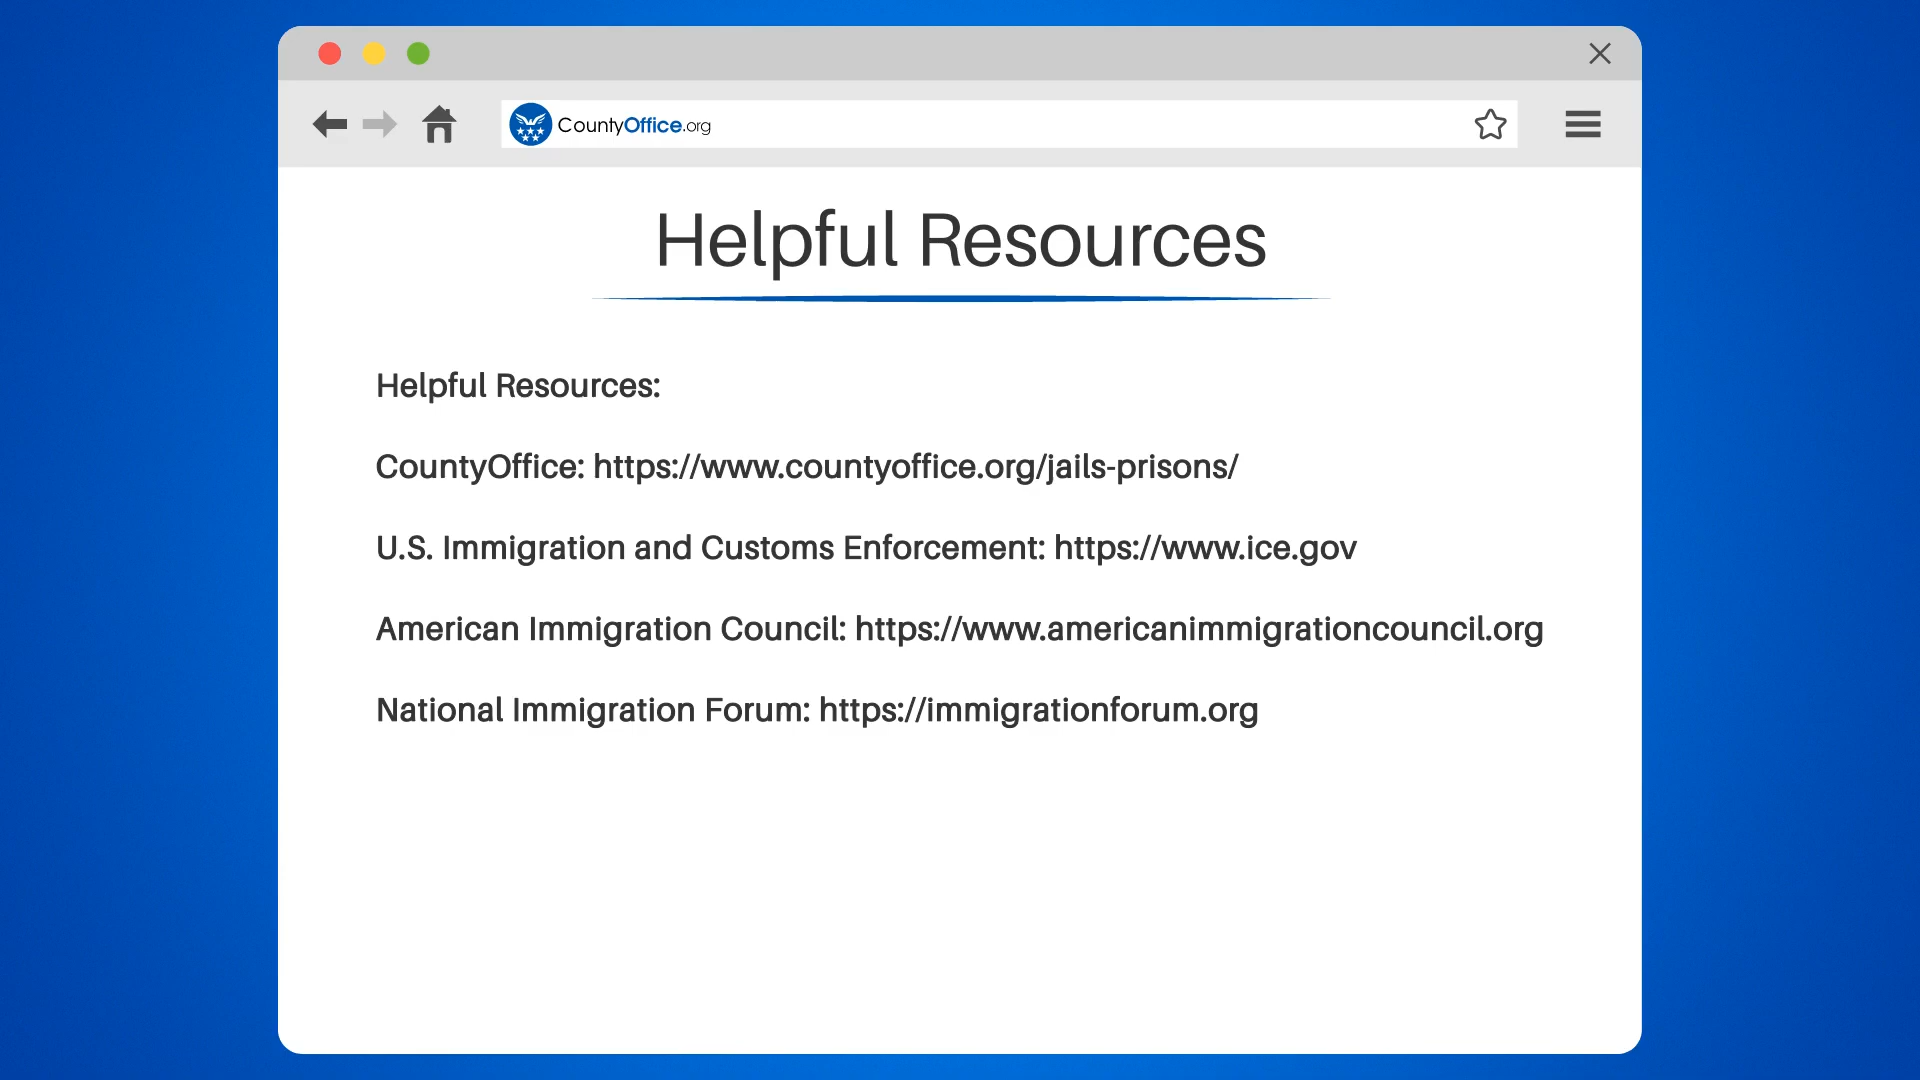 CountyOffice.org
Helpful Resources
Helpful Resources:
CountyOffice: https://www.countyoffice.org/jails-prisons/
U.S. Immigration and Customs Enforcement: https://www.ice.gov
American Immigration Council: https://www.americanimmigrationcouncil.org
National Immigration Forum: https://immigrationforum.org